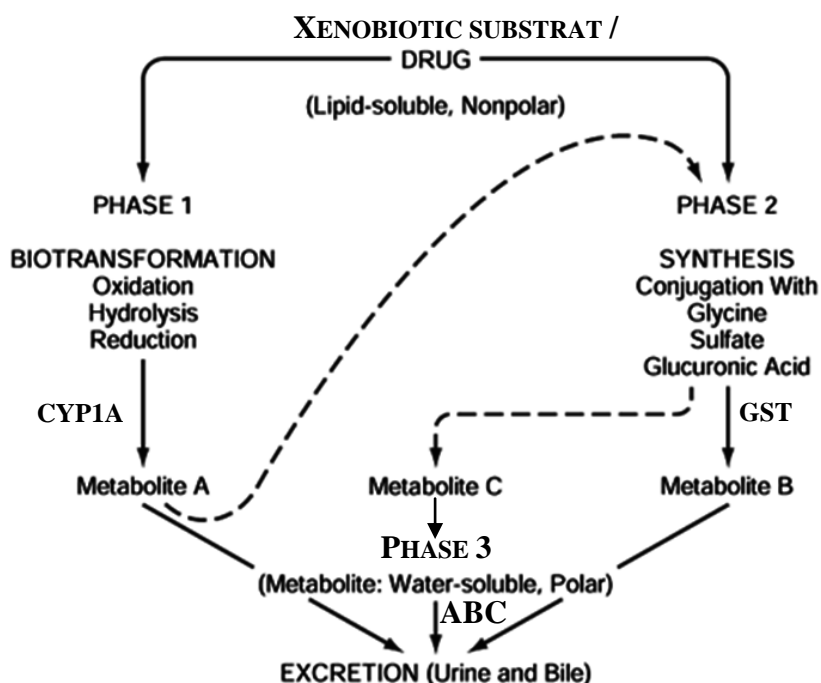 XENOBIOTIC SUBSTRAT /
DRUG
(Lipid-soluble, Nonpolar)
PHASE 1
PHASE 2
BIOTRANSFORMATION
Oxidation
Hydrolysis
Reduction
SYNTHESIS
Conjugation With
Glycine
Sulfate
Glucuronic Acid
CYP1A
GST
Metabolite A
Metabolite C
Metabolite B
PHASE 3
(Metabolite: Water-soluble, Polar)
ABC
EXCRETION (Urine and Bile)